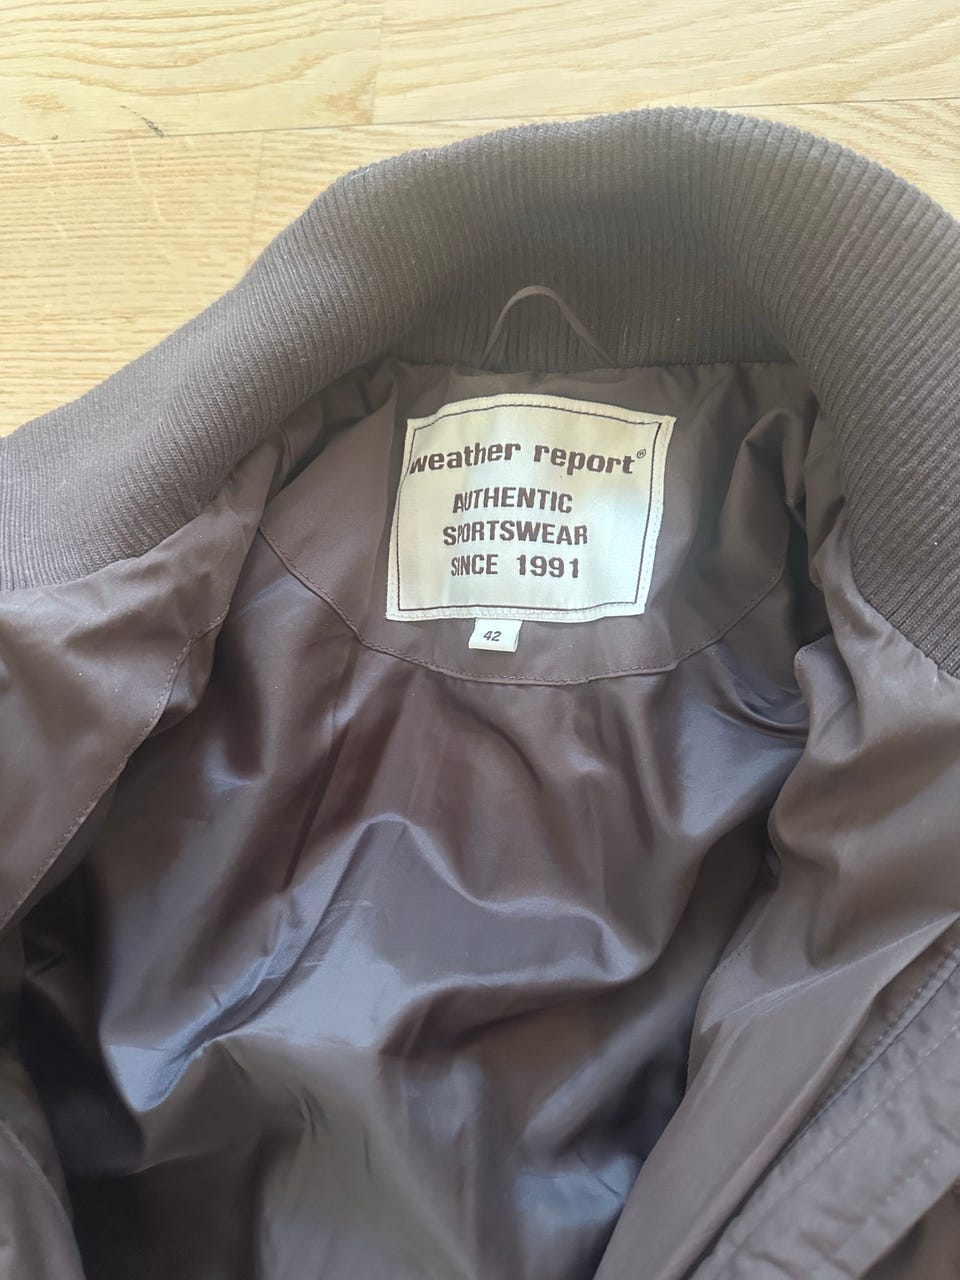 weather report®
AUTHENTIC
SPORTSWEAR
SINCE 1991
42